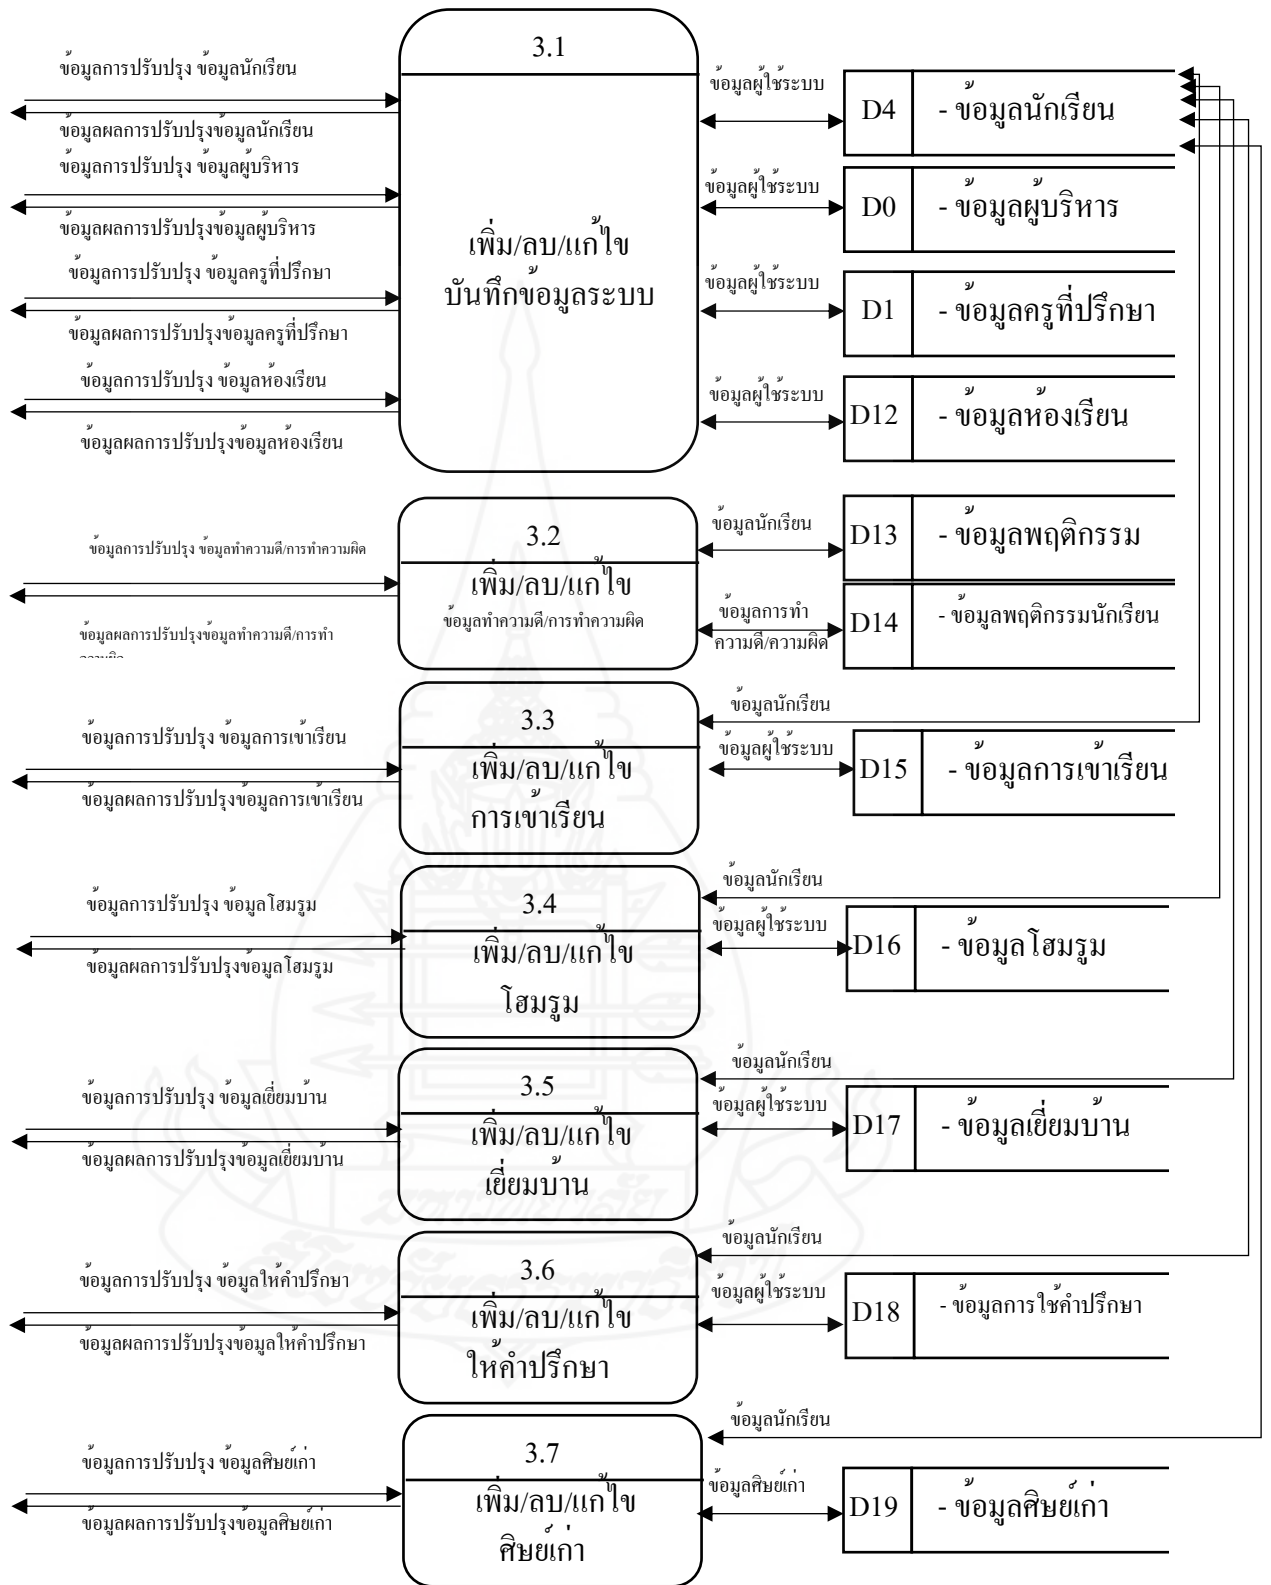 3.1
เพิ่ม/ลบ/แก้ไข
บันทึกข้อมูลระบบ
ข้อมูลการปรับปรุง ข้อมูลนักเรียน
ข้อมูลผลการปรับปรุงข้อมูลนักเรียน
ข้อมูลการปรับปรุง ข้อมูลผู้บริหาร
ข้อมูลผลการปรับปรุงข้อมูลผู้บริหาร
ข้อมูลการปรับปรุง ข้อมูลครูที่ปรึกษา
ข้อมูลผลการปรับปรุงข้อมูลครูที่ปรึกษา
ข้อมูลการปรับปรุง ข้อมูลห้องเรียน
ข้อมูลผลการปรับปรุงข้อมูลห้องเรียน
ข้อมูลผู้ใช้ระบบ
D4 - ข้อมูลนักเรียน
ข้อมูลผู้ใช้ระบบ
D0 - ข้อมูลผู้บริหาร
ข้อมูลผู้ใช้ระบบ
D1 - ข้อมูลครูที่ปรึกษา
ข้อมูลผู้ใช้ระบบ
D12 - ข้อมูลห้องเรียน
ข้อมูลการปรับปรุง ข้อมูลทำความดี/การทำความผิด
ข้อมูลผลการปรับปรุงข้อมูลทำความดี/การทำ
ความผิด
3.2
เพิ่ม/ลบ/แก้ไข
ข้อมูลทำความดี/การทำความผิด
ข้อมูลนักเรียน
D13 - ข้อมูลพฤติกรรม
ข้อมูลการทำ
ความดี/ความผิด
D14 - ข้อมูลพฤติกรรมนักเรียน
ข้อมูลการปรับปรุง ข้อมูลการเข้าเรียน
ข้อมูลผลการปรับปรุงข้อมูลการเข้าเรียน
3.3
เพิ่ม/ลบ/แก้ไข
การเข้าเรียน
ข้อมูลนักเรียน
ข้อมูลผู้ใช้ระบบ
D15 - ข้อมูลการเข้าเรียน
ข้อมูลการปรับปรุง ข้อมูลโฮมรูม
ข้อมูลผลการปรับปรุงข้อมูลโฮมรูม
3.4
เพิ่ม/ลบ/แก้ไข
โฮมรูม
ข้อมูลนักเรียน
ข้อมูลผู้ใช้ระบบ
D16 - ข้อมูลโฮมรูม
ข้อมูลการปรับปรุง ข้อมูลเยี่ยมบ้าน
ข้อมูลผลการปรับปรุงข้อมูลเยี่ยมบ้าน
3.5
เพิ่ม/ลบ/แก้ไข
เยี่ยมบ้าน
ข้อมูลนักเรียน
ข้อมูลผู้ใช้ระบบ
D17 - ข้อมูลเยี่ยมบ้าน
ข้อมูลการปรับปรุง ข้อมูลให้คำปรึกษา
ข้อมูลผลการปรับปรุงข้อมูลให้คำปรึกษา
3.6
เพิ่ม/ลบ/แก้ไข
ให้คำปรึกษา
ข้อมูลนักเรียน
ข้อมูลผู้ใช้ระบบ
D18 - ข้อมูลการใช้คำปรึกษา
ข้อมูลการปรับปรุง ข้อมูลศิษย์เก่า
ข้อมูลผลการปรับปรุงข้อมูลศิษย์เก่า
3.7
เพิ่ม/ลบ/แก้ไข
ศิษย์เก่า
ข้อมูลนักเรียน
ข้อมูลศิษย์เก่า
D19 - ข้อมูลศิษย์เก่า
มหาวิทยาลัย
สุโขทัยธรรมาธิราช